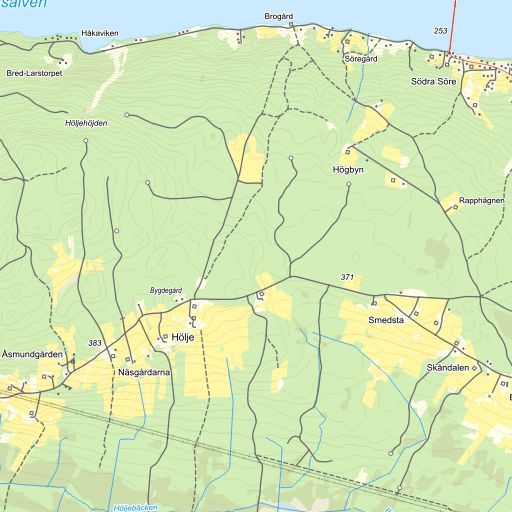 salven
Brogård
Håkaviken
253
Bred-Larstorpet
Söregård
Södra Söre
Höljehöjden
Högbyn
Rapphägnen
371
Bygdegård
Smedsta
383
Hölje
Åsmundgården
Näsgårdarna
Skåndalen
Höljebäcken